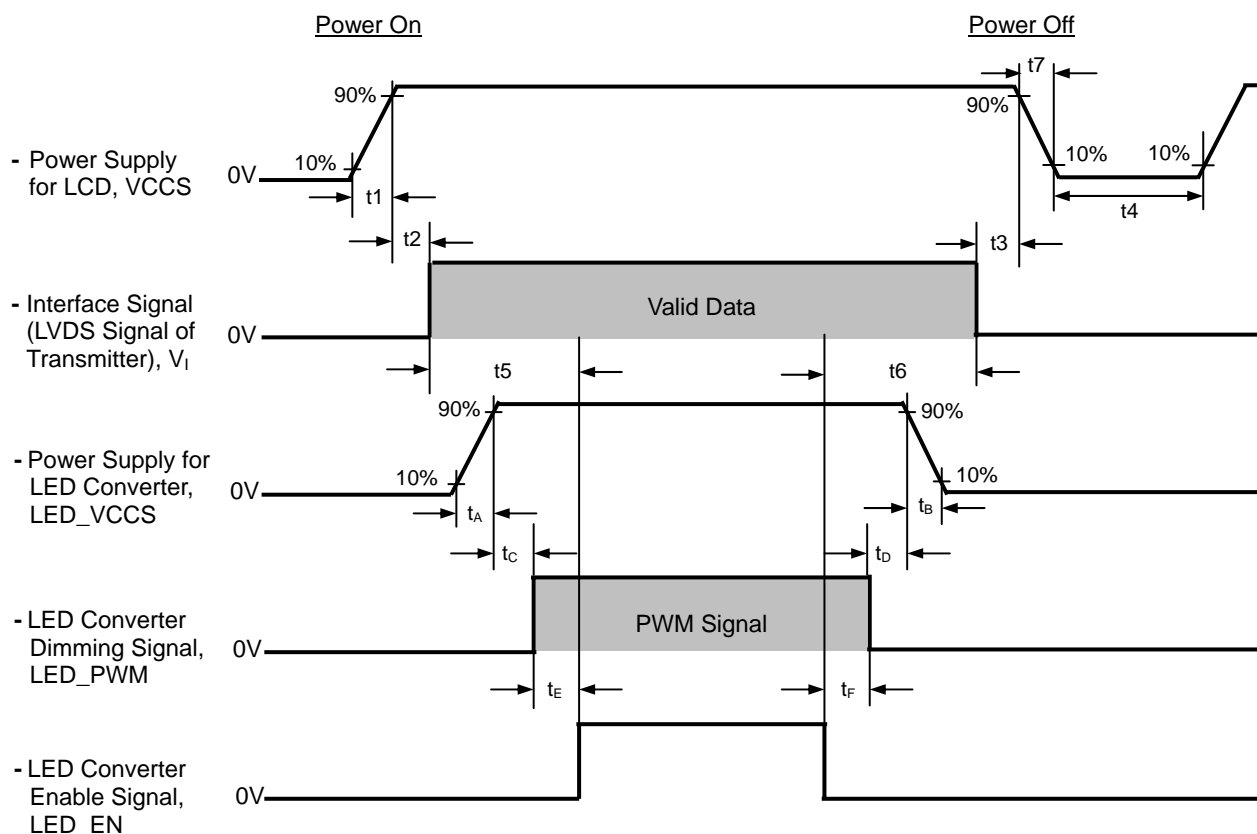 Power On
Power Off
t7
90%
90%
- Power Supply
for LCD, VCCS
0V
10%
10%
10%
t1
t4
t2
t3
- Interface Signal
(LVDS Signal of
Transmitter), VI
0V
Valid Data
t5
t6
90%
90%
- Power Supply for
LED Converter,
LED_VCCS
0V
10%
10%
tA
tB
tC
tD
- LED Converter
Dimming Signal,
LED_PWM
0V
PWM Signal
tE
tF
- LED Converter
Enable Signal,
LED_EN
0V